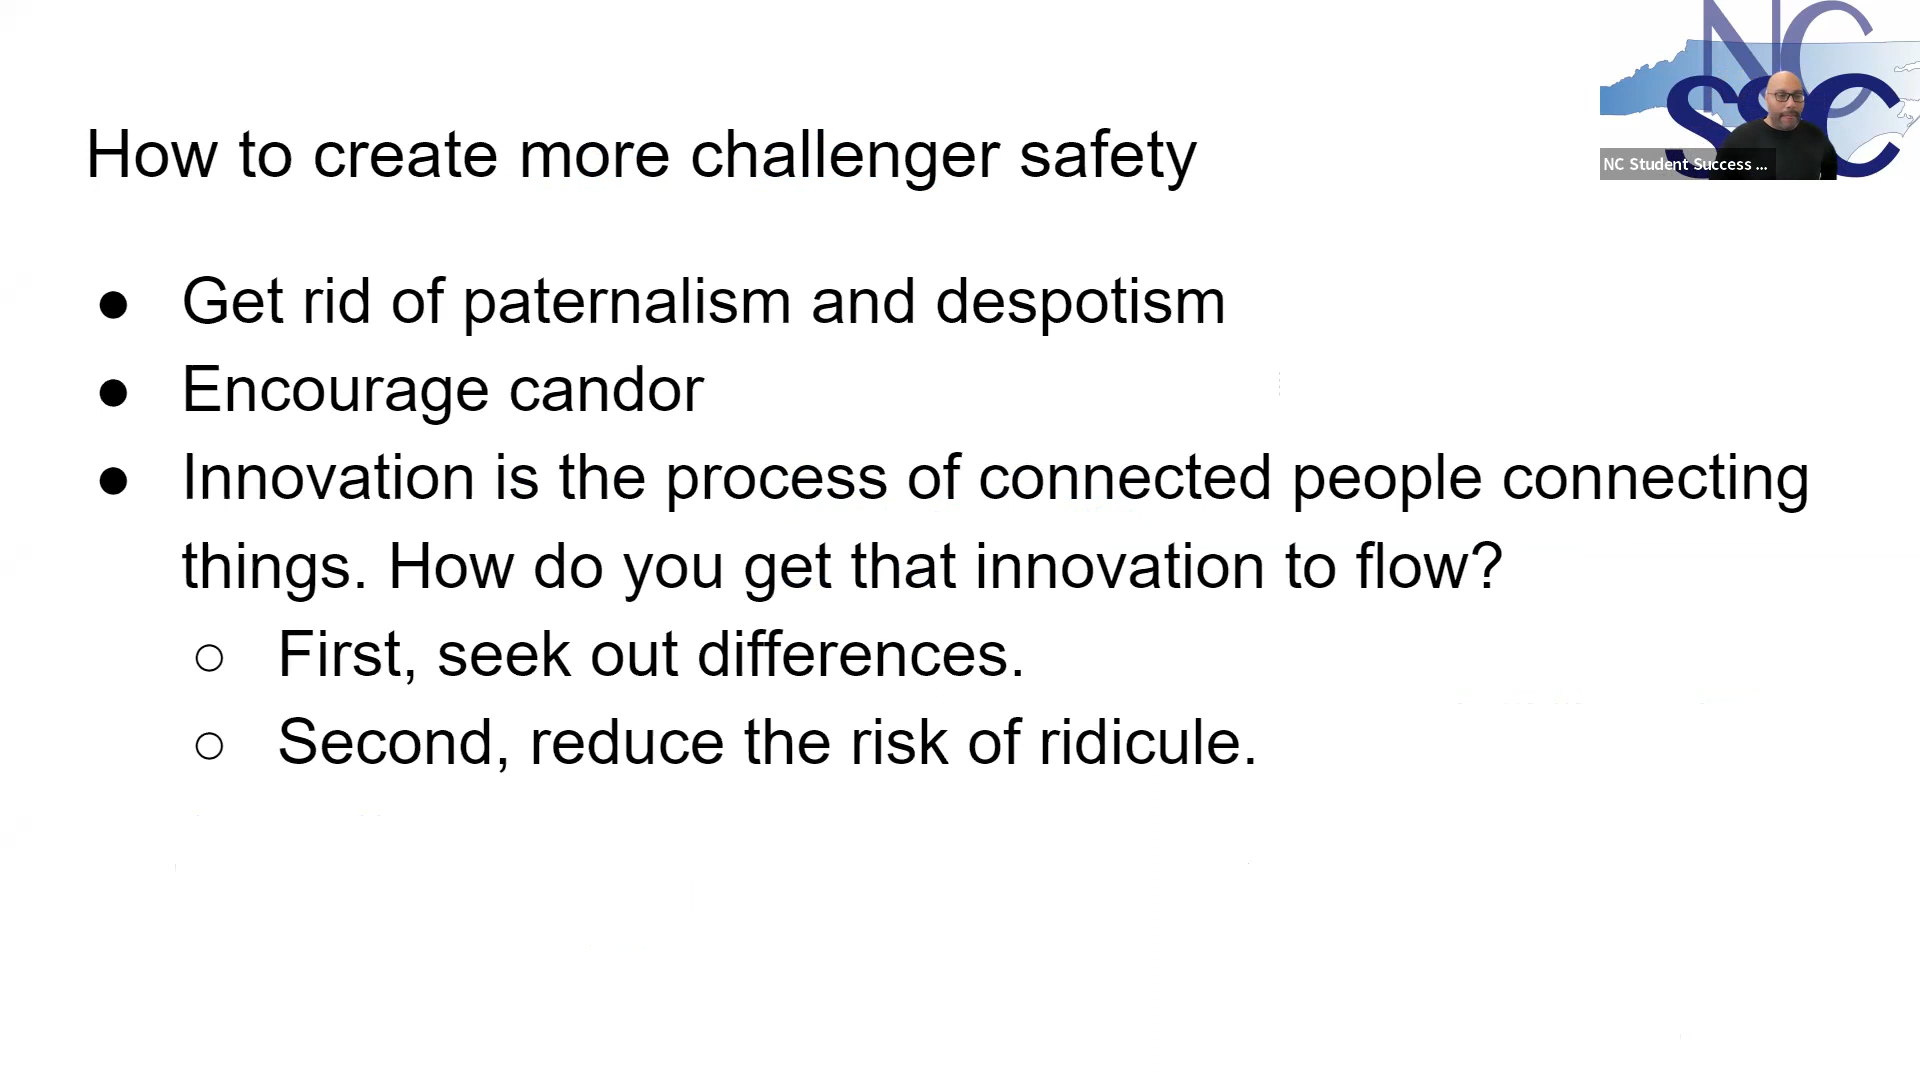 NC
SSC
NC Student Success ...
How to create more challenger safety
● Get rid of paternalism and despotism
● Encourage candor
● Innovation is the process of connected people connecting
things. How do you get that innovation to flow?
○ First, seek out differences.
○ Second, reduce the risk of ridicule.